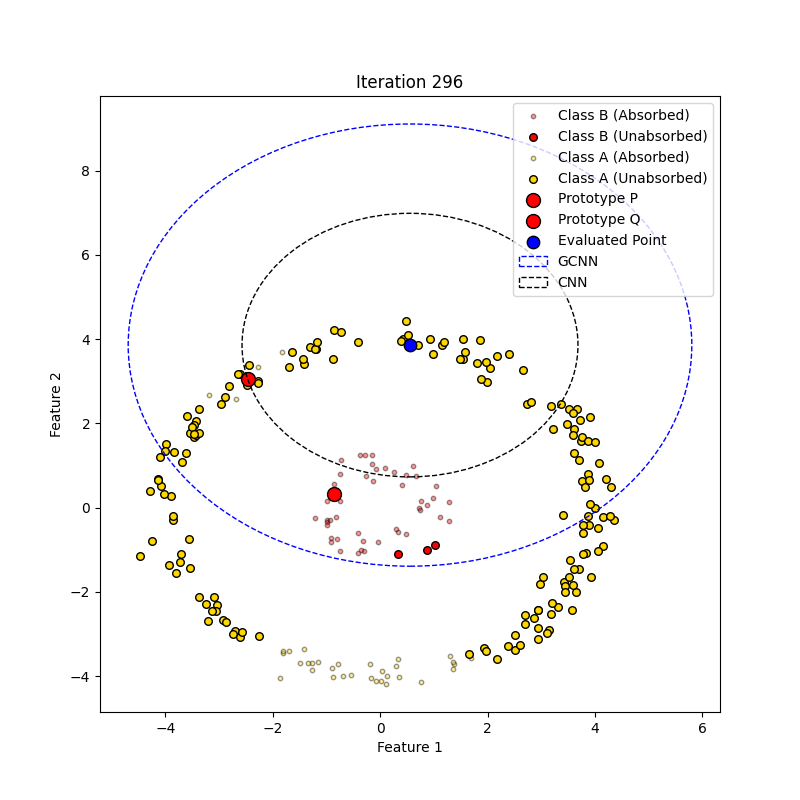 Iteration 296
Class B (Absorbed)
Class B (Unabsorbed)
Class A (Absorbed)
Class A (Unabsorbed)
Prototype P
Prototype Q
Evaluated Point
GCNN
CNN
8
6
4
2
0
−2
−4
Feature 2
−4 −2 0 2 4 6
Feature 1